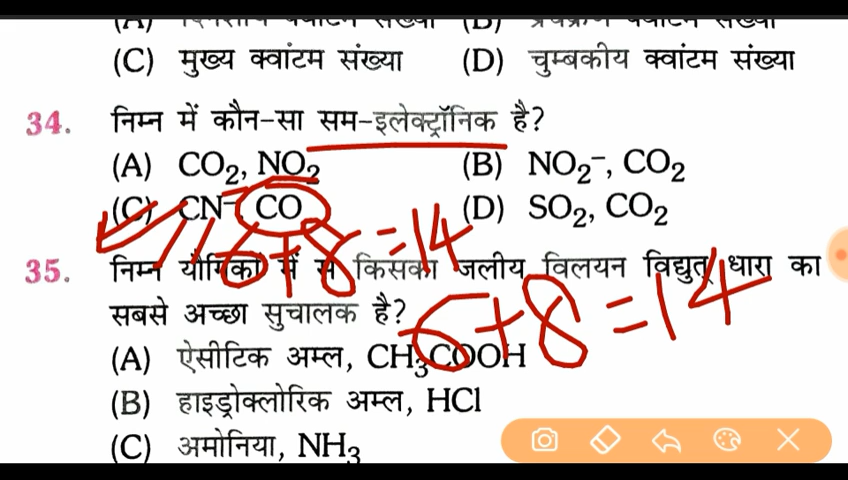 (C) मुख्य क्वांटम संख्या (D) चुम्बकीय क्वांटम संख्या
34. निम्न में कौन-सा सम-इलेक्ट्रॉनिक है?
(A) CO₂, NO₂ (B) NO₂⁻, CO₂
(C) CN⁻, CO (D) SO₂, CO₂
6+8=14
35. निम्न यौगिकों में से किसका जलीय विलयन विद्युत् धारा का
सबसे अच्छा सुचालक है?
6+8=14
(A) ऐसीटिक अम्ल, CH₃COOH
(B) हाइड्रोक्लोरिक अम्ल, HCl
(C) अमोनिया, NH₃